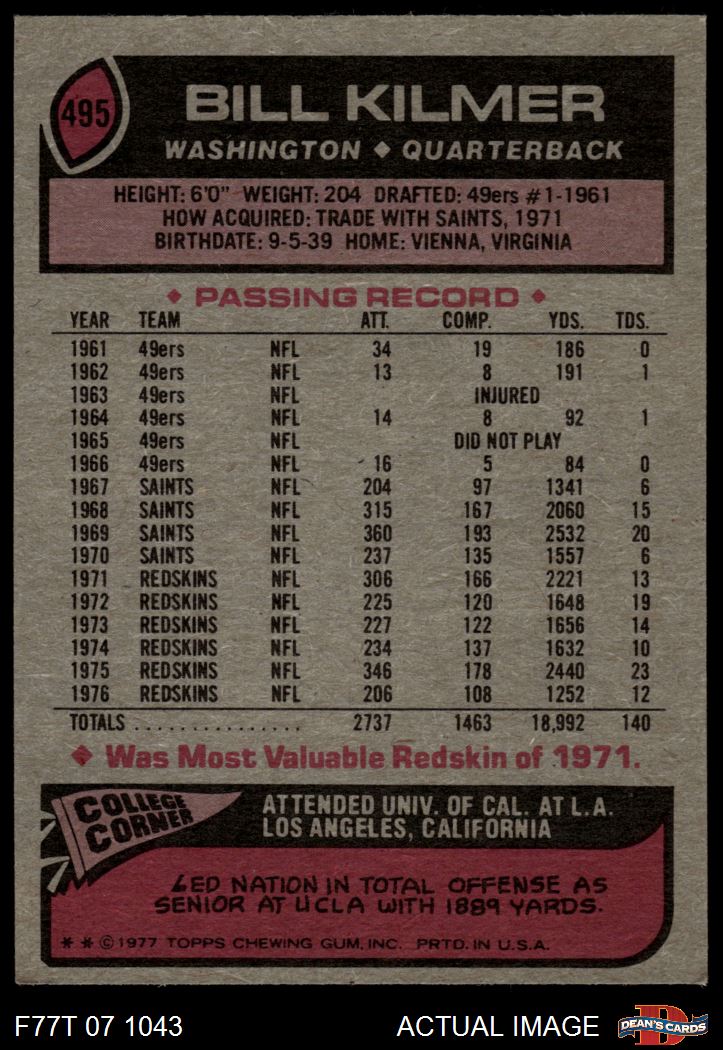 495
BILL KILMER
WASHINGTON ◆ QUARTERBACK
HEIGHT: 6'0" WEIGHT: 204 DRAFTED: 49ers #1-1961
HOW ACQUIRED: TRADE WITH SAINTS, 1971
BIRTHDATE: 9-5-39 HOME: VIENNA, VIRGINIA
◆ PASSING RECORD ◆
YEAR TEAM ATT. COMP. YDS. TDS.
1961 49ers NFL 34 19 186 0
1962 49ers NFL 13 8 191 1
1963 49ers NFL INJURED
1964 49ers NFL 14 8 92 1
1965 49ers NFL DID NOT PLAY
1966 49ers NFL 16 5 84 0
1967 SAINTS NFL 204 97 1341 6
1968 SAINTS NFL 315 167 2060 15
1969 SAINTS NFL 360 193 2532 20
1970 SAINTS NFL 237 135 1557 6
1971 REDSKINS NFL 306 166 2221 13
1972 REDSKINS NFL 225 120 1648 19
1973 REDSKINS NFL 227 122 1656 14
1974 REDSKINS NFL 234 137 1632 10
1975 REDSKINS NFL 346 178 2440 23
1976 REDSKINS NFL 206 108 1252 12
TOTALS ................ 2737 1463 18,992 140
◆ Was Most Valuable Redskin of 1971.
COLLEGE
CORNER
ATTENDED UNIV. OF CAL. AT L.A.
LOS ANGELES, CALIFORNIA
LED NATION IN TOTAL OFFENSE AS
SENIOR AT UCLA WITH 1889 YARDS.
* * © 1977 TOPPS CHEWING GUM, INC. PRTD. IN U.S.A.
F77T 07 1043 ACTUAL IMAGE
D
DEAN'S CARDS